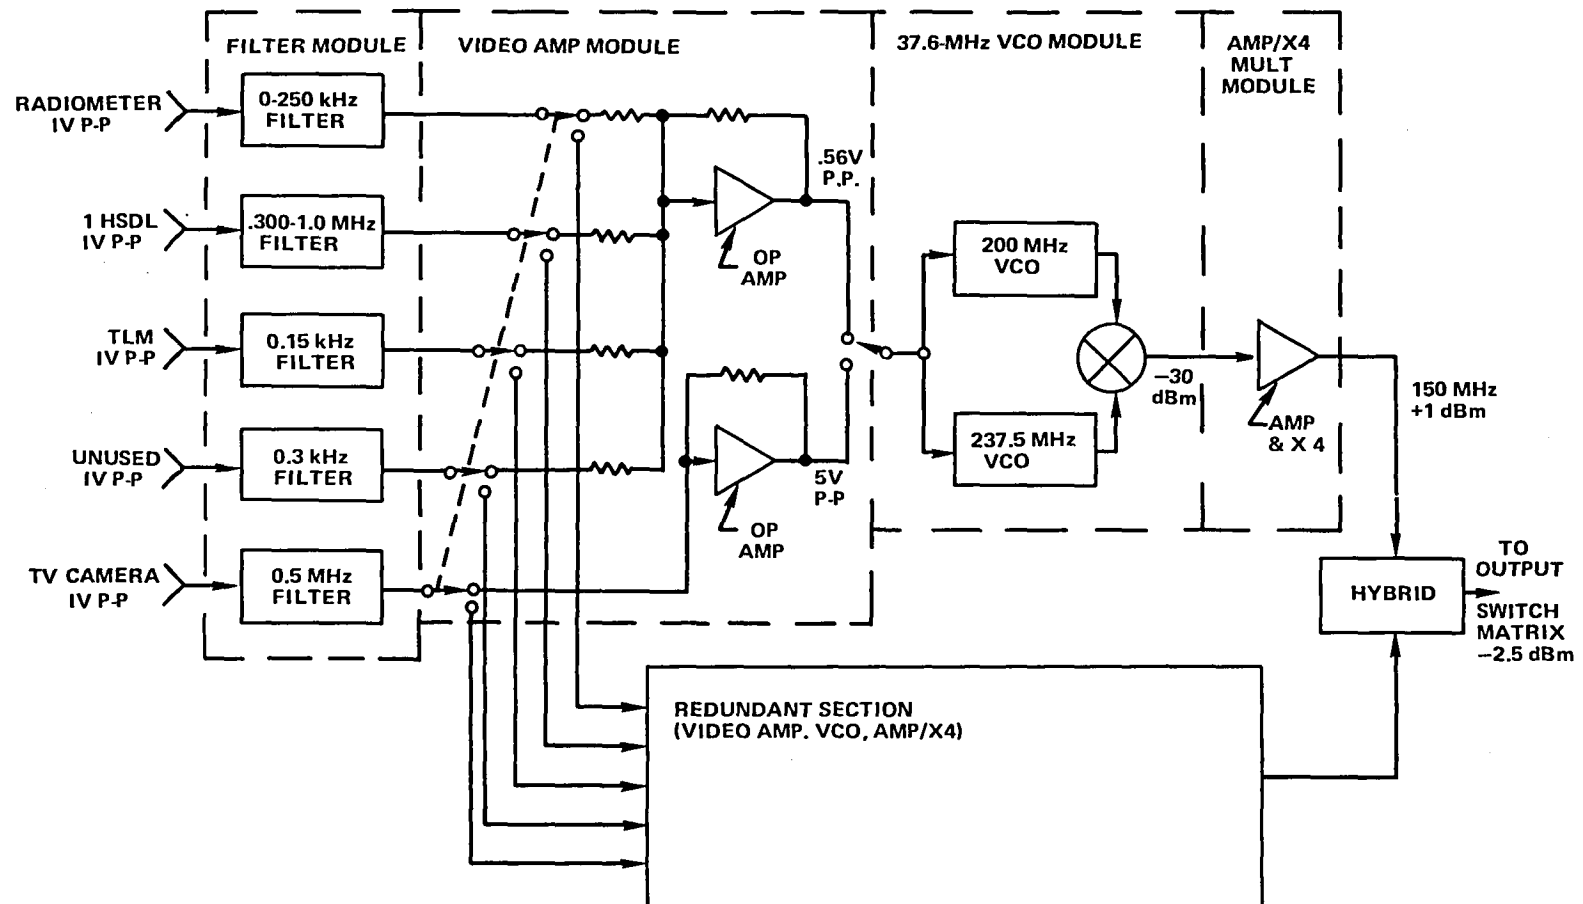 FILTER MODULE
VIDEO AMP MODULE
37.6-MHz VCO MODULE
AMP/X4
MULT
MODULE
RADIOMETER
IV P-P
0-250 kHz
FILTER
1 HSDL
IV P-P
.300-1.0 MHz
FILTER
TLM
IV P-P
0.15 kHz
FILTER
UNUSED
IV P-P
0.3 kHz
FILTER
TV CAMERA
IV P-P
0.5 MHz
FILTER
OP
AMP
.56V
P.P.
OP
AMP
5V
P-P
200 MHz
VCO
237.5 MHz
VCO
–30
dBm
AMP
& X 4
150 MHz
+1 dBm
HYBRID
TO
OUTPUT
SWITCH
MATRIX
–2.5 dBm
REDUNDANT SECTION
(VIDEO AMP. VCO, AMP/X4)